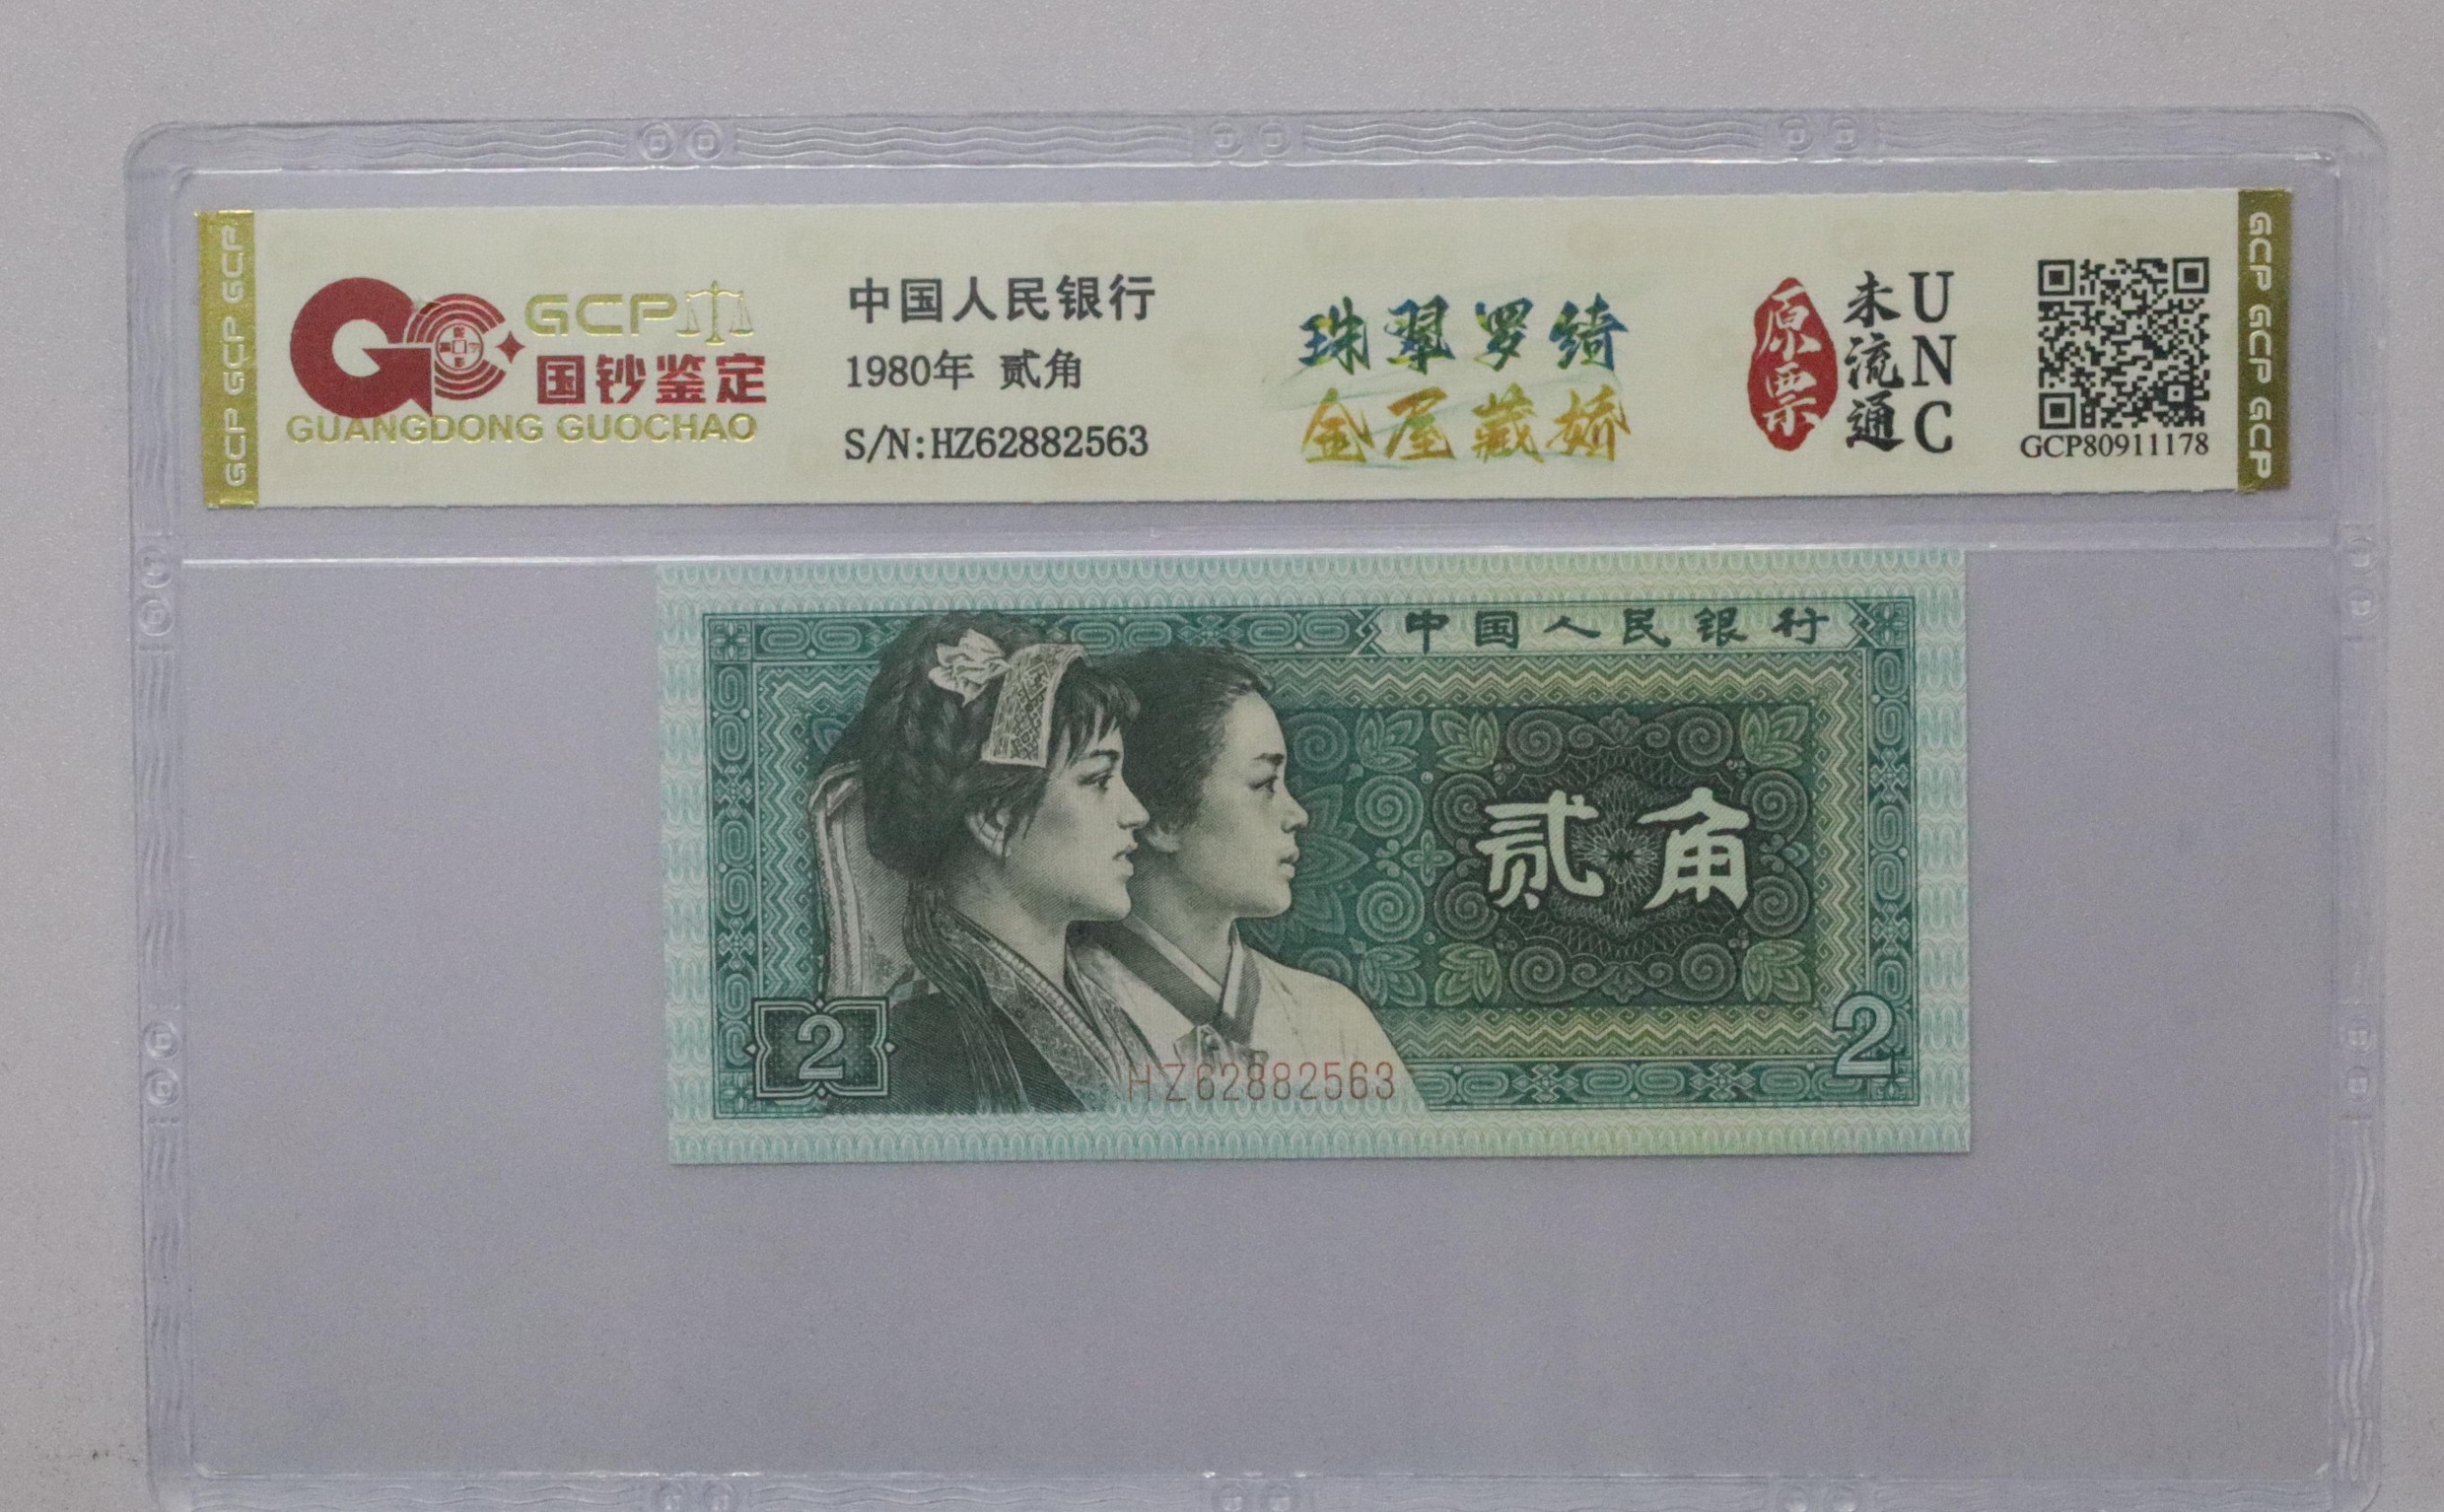 GCP GCP GCP
GCP
国钞鉴定
GUANGDONG GUOCHAO
中国人民银行
1980年 贰角
S/N:HZ62882563
珠翠罗绮
金屋藏娇
原票
未流通
UNC
GCP80911178
GCP GCP GCP
中国人民银行
贰角
2
2
HZ62882563